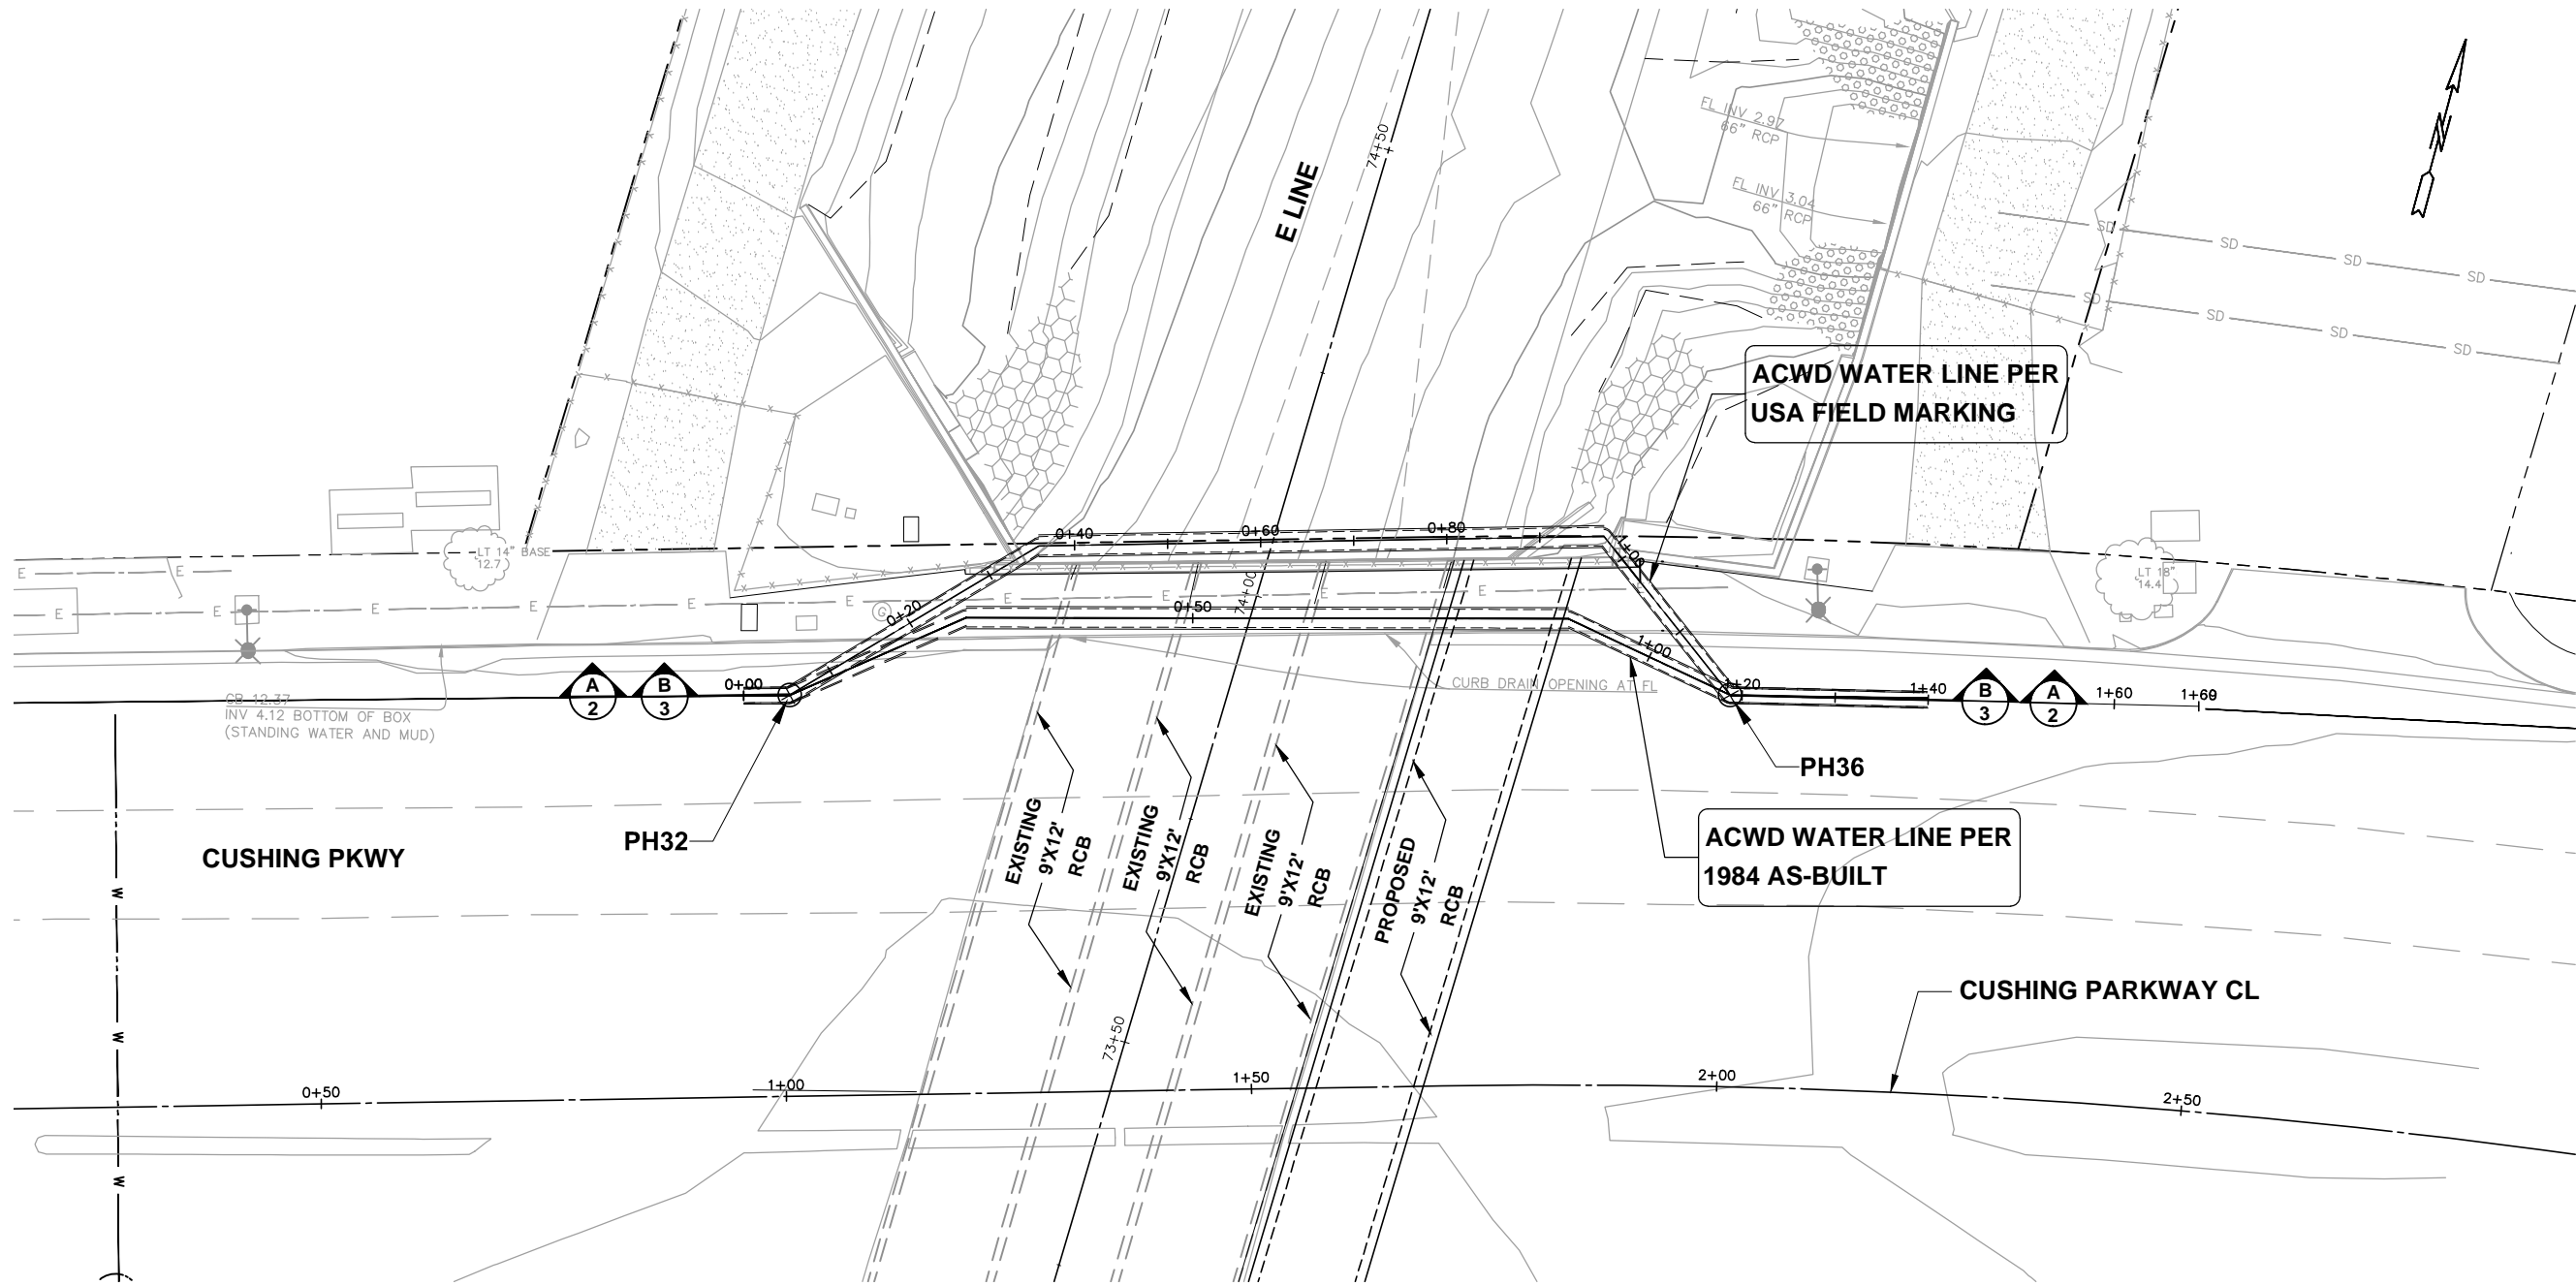 74+50
E LINE
FL INV 2.97
66" RCP
FL INV 3.04
66" RCP
N
SD
SD
SD
SD
SD
SD
SD
SD
ACWD WATER LINE PER
USA FIELD MARKING
LT 14" BASE
12.7
LT 18"
14.4
0+40
0+60
0+80
1+00
E
E
E
E
E
E
E
E
E
E
E
E
G
0+20
0+50
74+00
1+00
CURB DRAIN OPENING AT FL
A
2
B
3
0+00
1+20
1+40
B
3
A
2
1+60
1+69
CB 12.37
INV 4.12 BOTTOM OF BOX
(STANDING WATER AND MUD)
PH32
PH36
CUSHING PKWY
ACWD WATER LINE PER
1984 AS-BUILT
EXISTING
9'X12'
RCB
EXISTING
9'X12'
RCB
EXISTING
9'X12'
RCB
PROPOSED
9'X12'
RCB
W
W
W
CUSHING PARKWAY CL
73+50
0+50
1+00
1+50
2+00
2+50